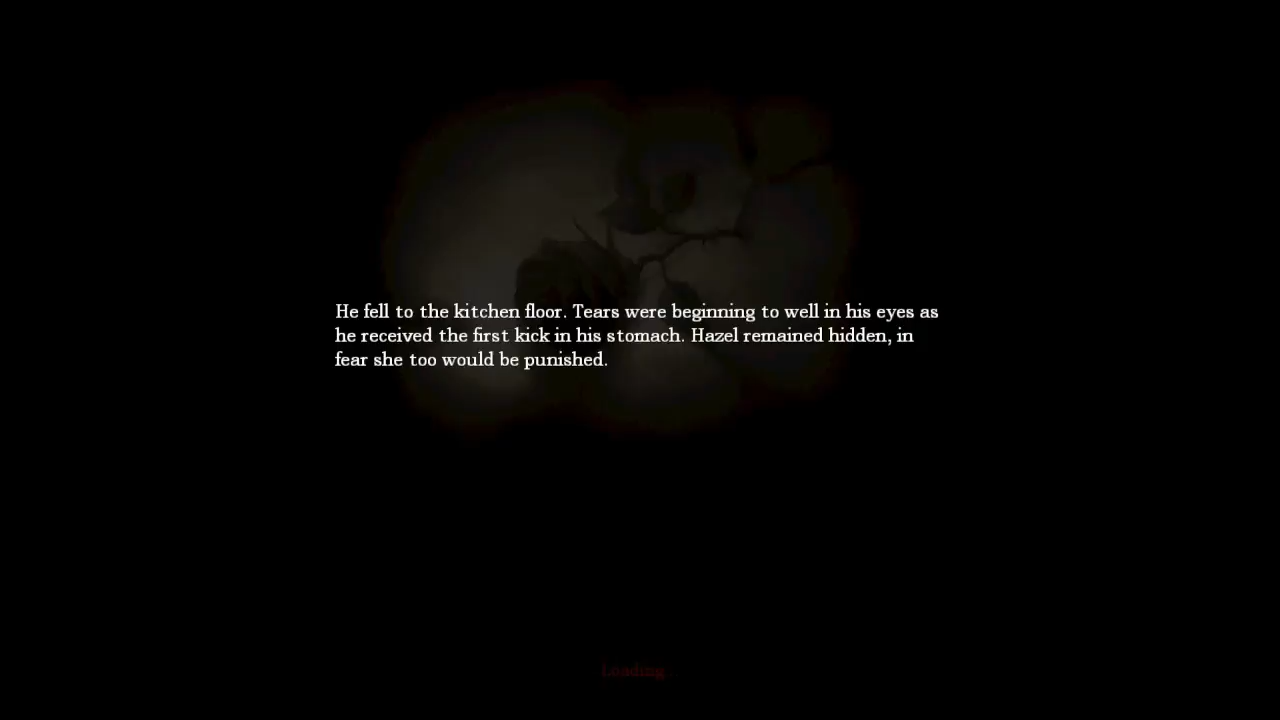 He fell to the kitchen floor. Tears were beginning to well in his eyes as
he received the first kick in his stomach. Hazel remained hidden, in
fear she too would be punished.
Loading...